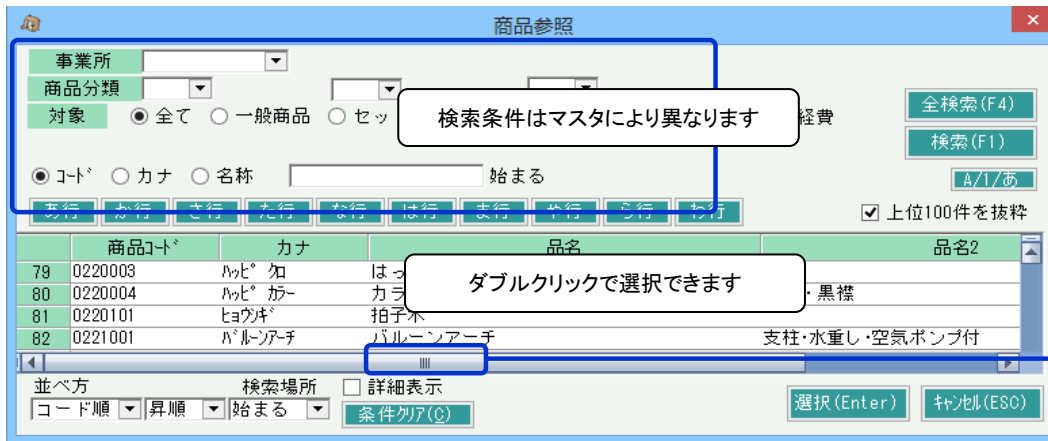 商品参照
事業所
商品分類
対象 全て 一般商品 セッ 経費
検索条件はマスタにより異なります
全検索(F4)
検索(F1)
ｺｰﾄﾞ カナ 名称 始まる
A/1/あ
あ行 か行 さ行 た行 な行 は行 ま行 や行 ら行 わ行
上位100件を抜粋
商品ｺｰﾄﾞ カナ 品名 品名2
79 0220003 ﾊｯﾋﾟ ｸﾛ はっ
80 0220004 ﾊｯﾋﾟ ｶﾗｰ カラ ・黒襟
ダブルクリックで選択できます
81 0220101 ﾋｮｳｼｷﾞ 拍子木
82 0221001 ﾊﾞﾙｰﾝｱｰﾁ バルーンアーチ 支柱･水重し･空気ポンプ付
並べ方 検索場所 詳細表示
コード順 昇順 始まる 条件ｸﾘｱ(C)
選択(Enter) ｷｬﾝｾﾙ(ESC)